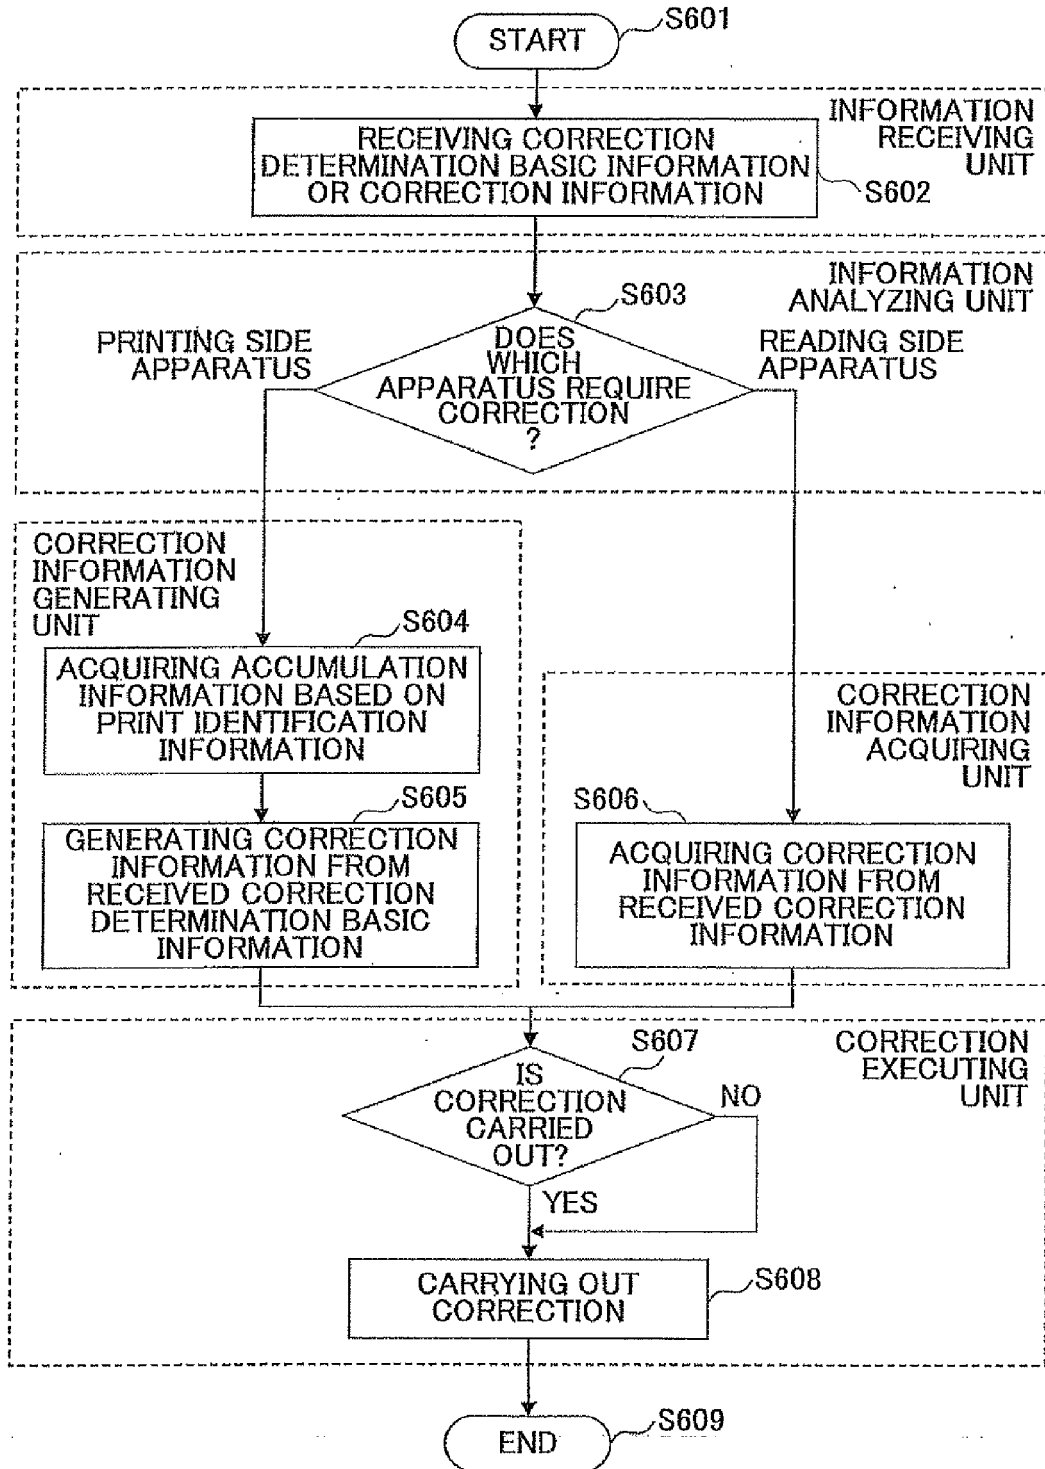 START
S601
INFORMATION
RECEIVING
UNIT
RECEIVING CORRECTION
DETERMINATION BASIC INFORMATION
OR CORRECTION INFORMATION
S602
INFORMATION
ANALYZING UNIT
S603
PRINTING SIDE
APPARATUS
DOES
WHICH
APPARATUS REQUIRE
CORRECTION
?
READING SIDE
APPARATUS
CORRECTION
INFORMATION
GENERATING
UNIT
S604
ACQUIRING ACCUMULATION
INFORMATION BASED ON
PRINT IDENTIFICATION
INFORMATION
S605
GENERATING CORRECTION
INFORMATION FROM
RECEIVED CORRECTION
DETERMINATION BASIC
INFORMATION
CORRECTION
INFORMATION
ACQUIRING
UNIT
S606
ACQUIRING CORRECTION
INFORMATION FROM
RECEIVED CORRECTION
INFORMATION
CORRECTION
EXECUTING
UNIT
S607
IS
CORRECTION
CARRIED
OUT?
NO
YES
CARRYING OUT
CORRECTION
S608
END
S609